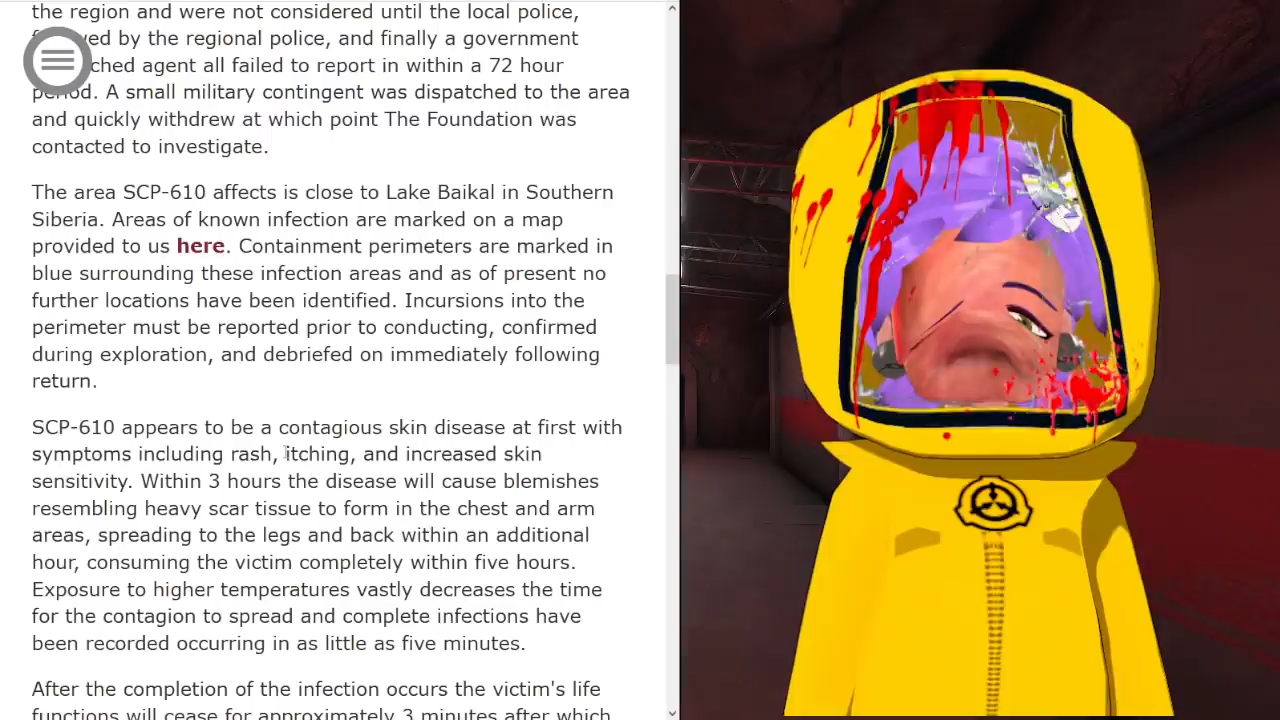 the region and were not considered until the local police,
by the regional police, and finally a government
agent all failed to report in within a 72 hour
period. A small military contingent was dispatched to the area
and quickly withdrew at which point The Foundation was
contacted to investigate.
The area SCP-610 affects is close to Lake Baikal in Southern
Siberia. Areas of known infection are marked on a map
provided to us here. Containment perimeters are marked in
blue surrounding these infection areas and as of present no
further locations have been identified. Incursions into the
perimeter must be reported prior to conducting, confirmed
during exploration, and debriefed on immediately following
return.
SCP-610 appears to be a contagious skin disease at first with
symptoms including rash, itching, and increased skin
sensitivity. Within 3 hours the disease will cause blemishes
resembling heavy scar tissue to form in the chest and arm
areas, spreading to the legs and back within an additional
hour, consuming the victim completely within five hours.
Exposure to higher temperatures vastly decreases the time
for the contagion to spread and complete infections have
been recorded occurring in as little as five minutes.
After the completion of the infection occurs the victim's life
functions will cease for approximately 3 minutes after which